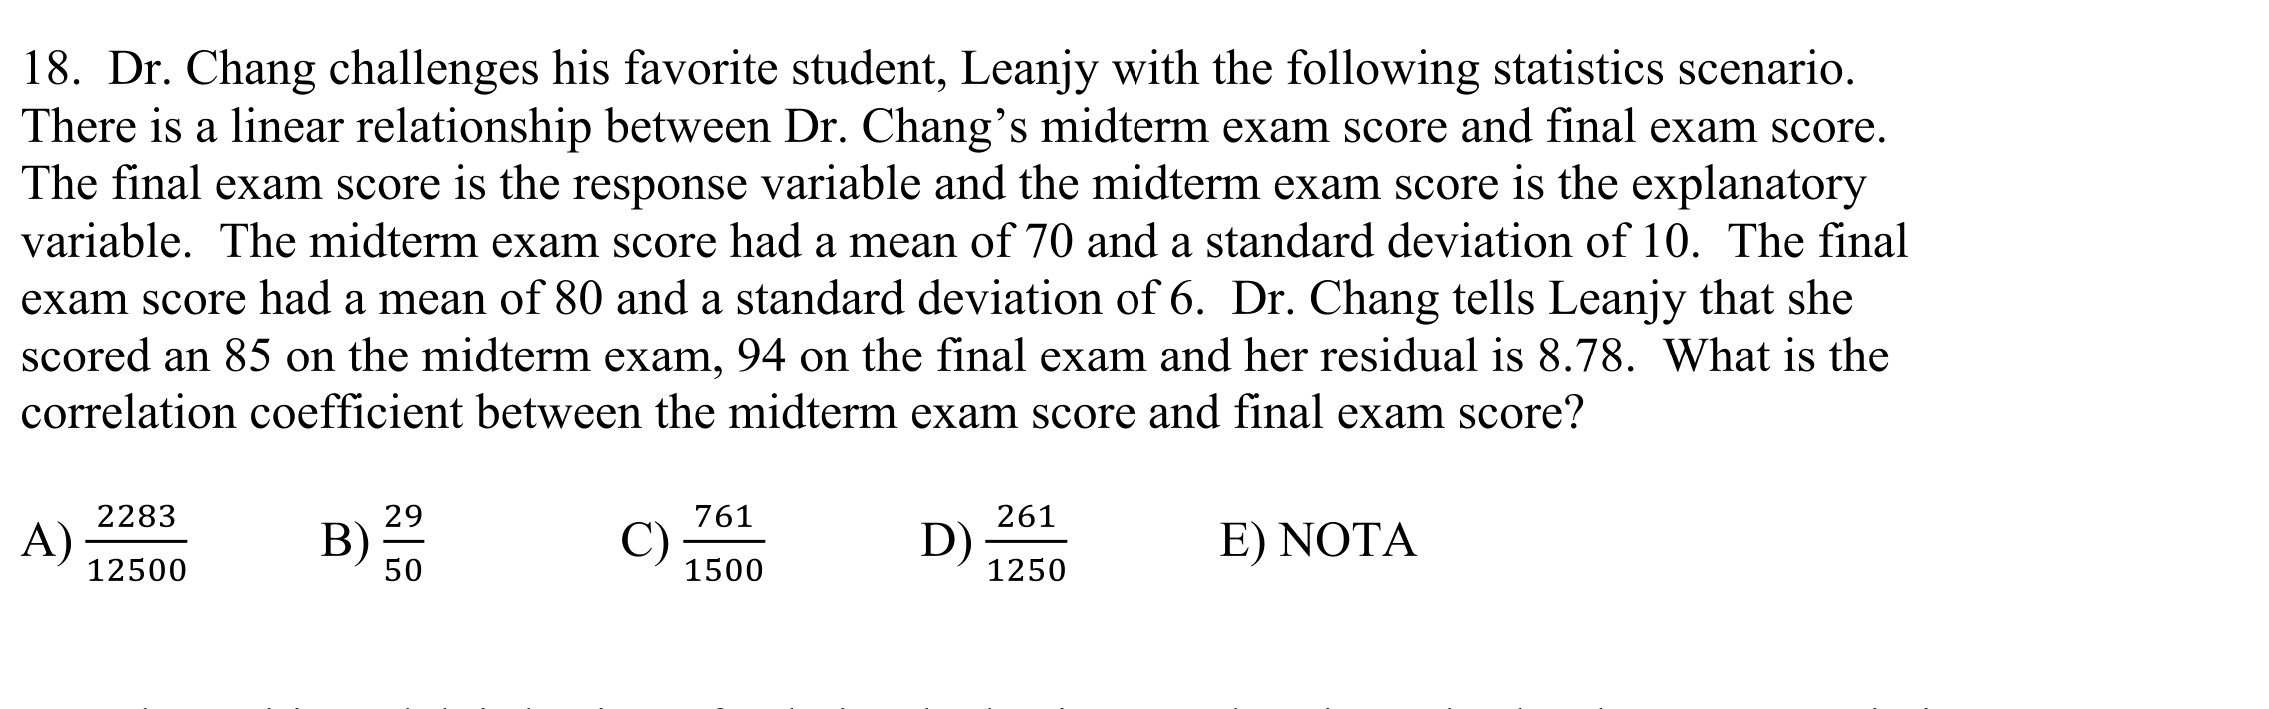 18.  Dr. Chang challenges his favorite student, Leanjy with the following statistics scenario.
There is a linear relationship between Dr. Chang’s midterm exam score and final exam score.
The final exam score is the response variable and the midterm exam score is the explanatory
variable.  The midterm exam score had a mean of 70 and a standard deviation of 10.  The final
exam score had a mean of 80 and a standard deviation of 6.  Dr. Chang tells Leanjy that she
scored an 85 on the midterm exam, 94 on the final exam and her residual is 8.78.  What is the
correlation coefficient between the midterm exam score and final exam score?
A) 2283/12500 B) 29/50 C) 761/1500 D) 261/1250 E) NOTA